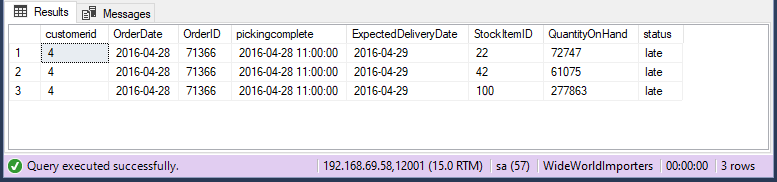 Results Messages
customerid OrderDate OrderID pickingcomplete ExpectedDeliveryDate StockItemID QuantityOnHand status
1 4 2016-04-28 71366 2016-04-28 11:00:00 2016-04-29 22 72747 late
2 4 2016-04-28 71366 2016-04-28 11:00:00 2016-04-29 42 61075 late
3 4 2016-04-28 71366 2016-04-28 11:00:00 2016-04-29 100 277863 late
Query executed successfully. 192.168.69.58,12001 (15.0 RTM) sa (57) WideWorldImporters 00:00:00 3 rows